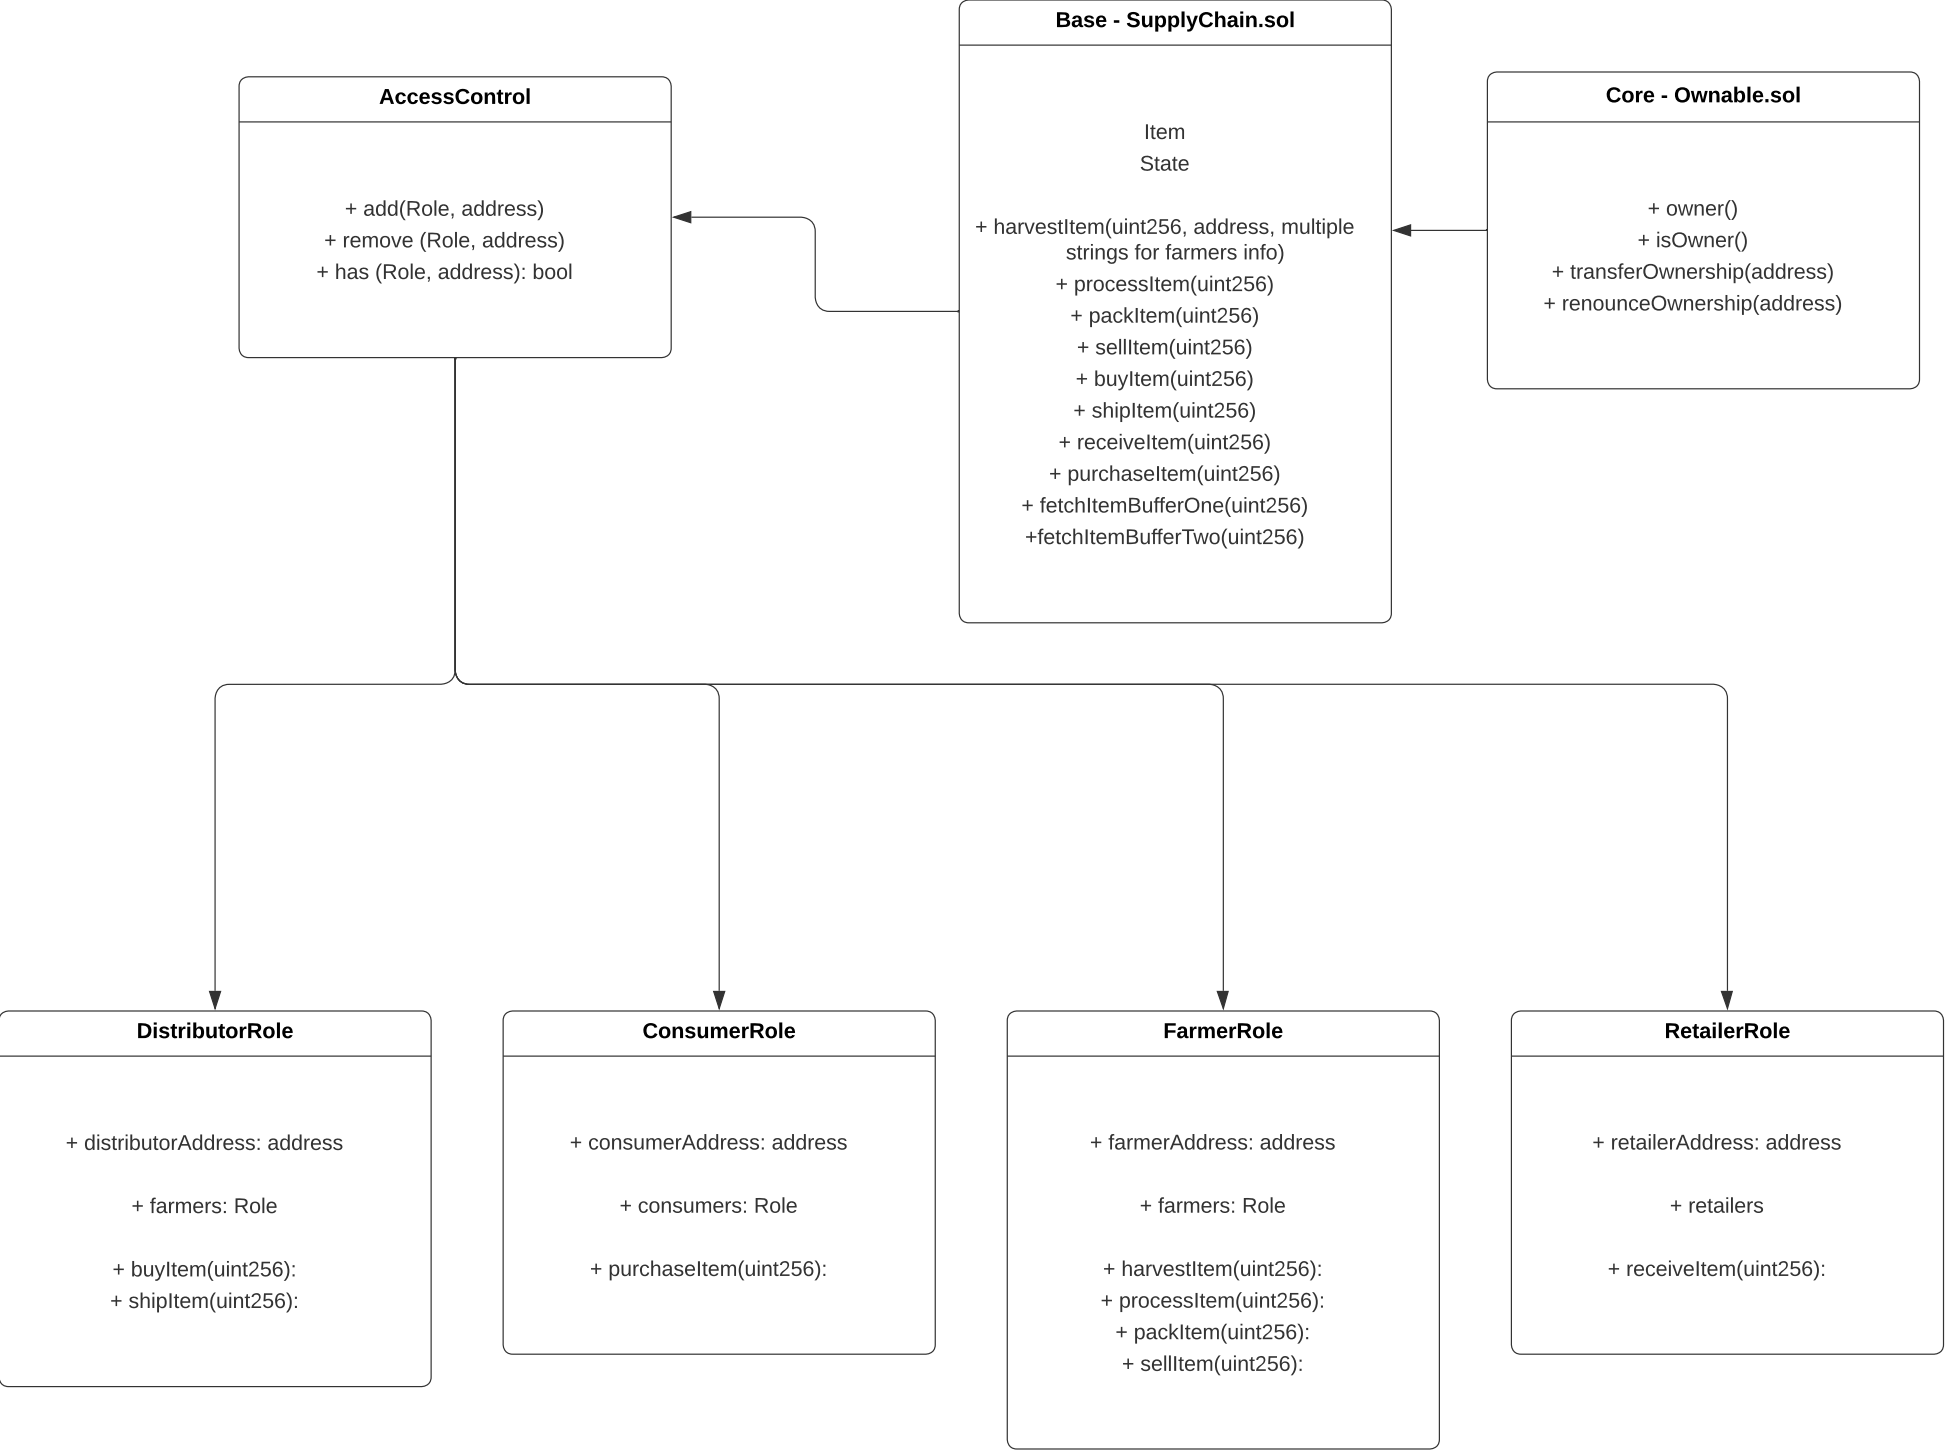 Base - SupplyChain.sol
Item
State
+ harvestItem(uint256, address, multiple
strings for farmers info)
+ processItem(uint256)
+ packItem(uint256)
+ sellItem(uint256)
+ buyItem(uint256)
+ shipItem(uint256)
+ receiveItem(uint256)
+ purchaseItem(uint256)
+ fetchItemBufferOne(uint256)
+fetchItemBufferTwo(uint256)
AccessControl
+ add(Role, address)
+ remove (Role, address)
+ has (Role, address): bool
Core - Ownable.sol
+ owner()
+ isOwner()
+ transferOwnership(address)
+ renounceOwnership(address)
DistributorRole
+ distributorAddress: address
+ farmers: Role
+ buyItem(uint256):
+ shipItem(uint256):
ConsumerRole
+ consumerAddress: address
+ consumers: Role
+ purchaseItem(uint256):
FarmerRole
+ farmerAddress: address
+ farmers: Role
+ harvestItem(uint256):
+ processItem(uint256):
+ packItem(uint256):
+ sellItem(uint256):
RetailerRole
+ retailerAddress: address
+ retailers
+ receiveItem(uint256):